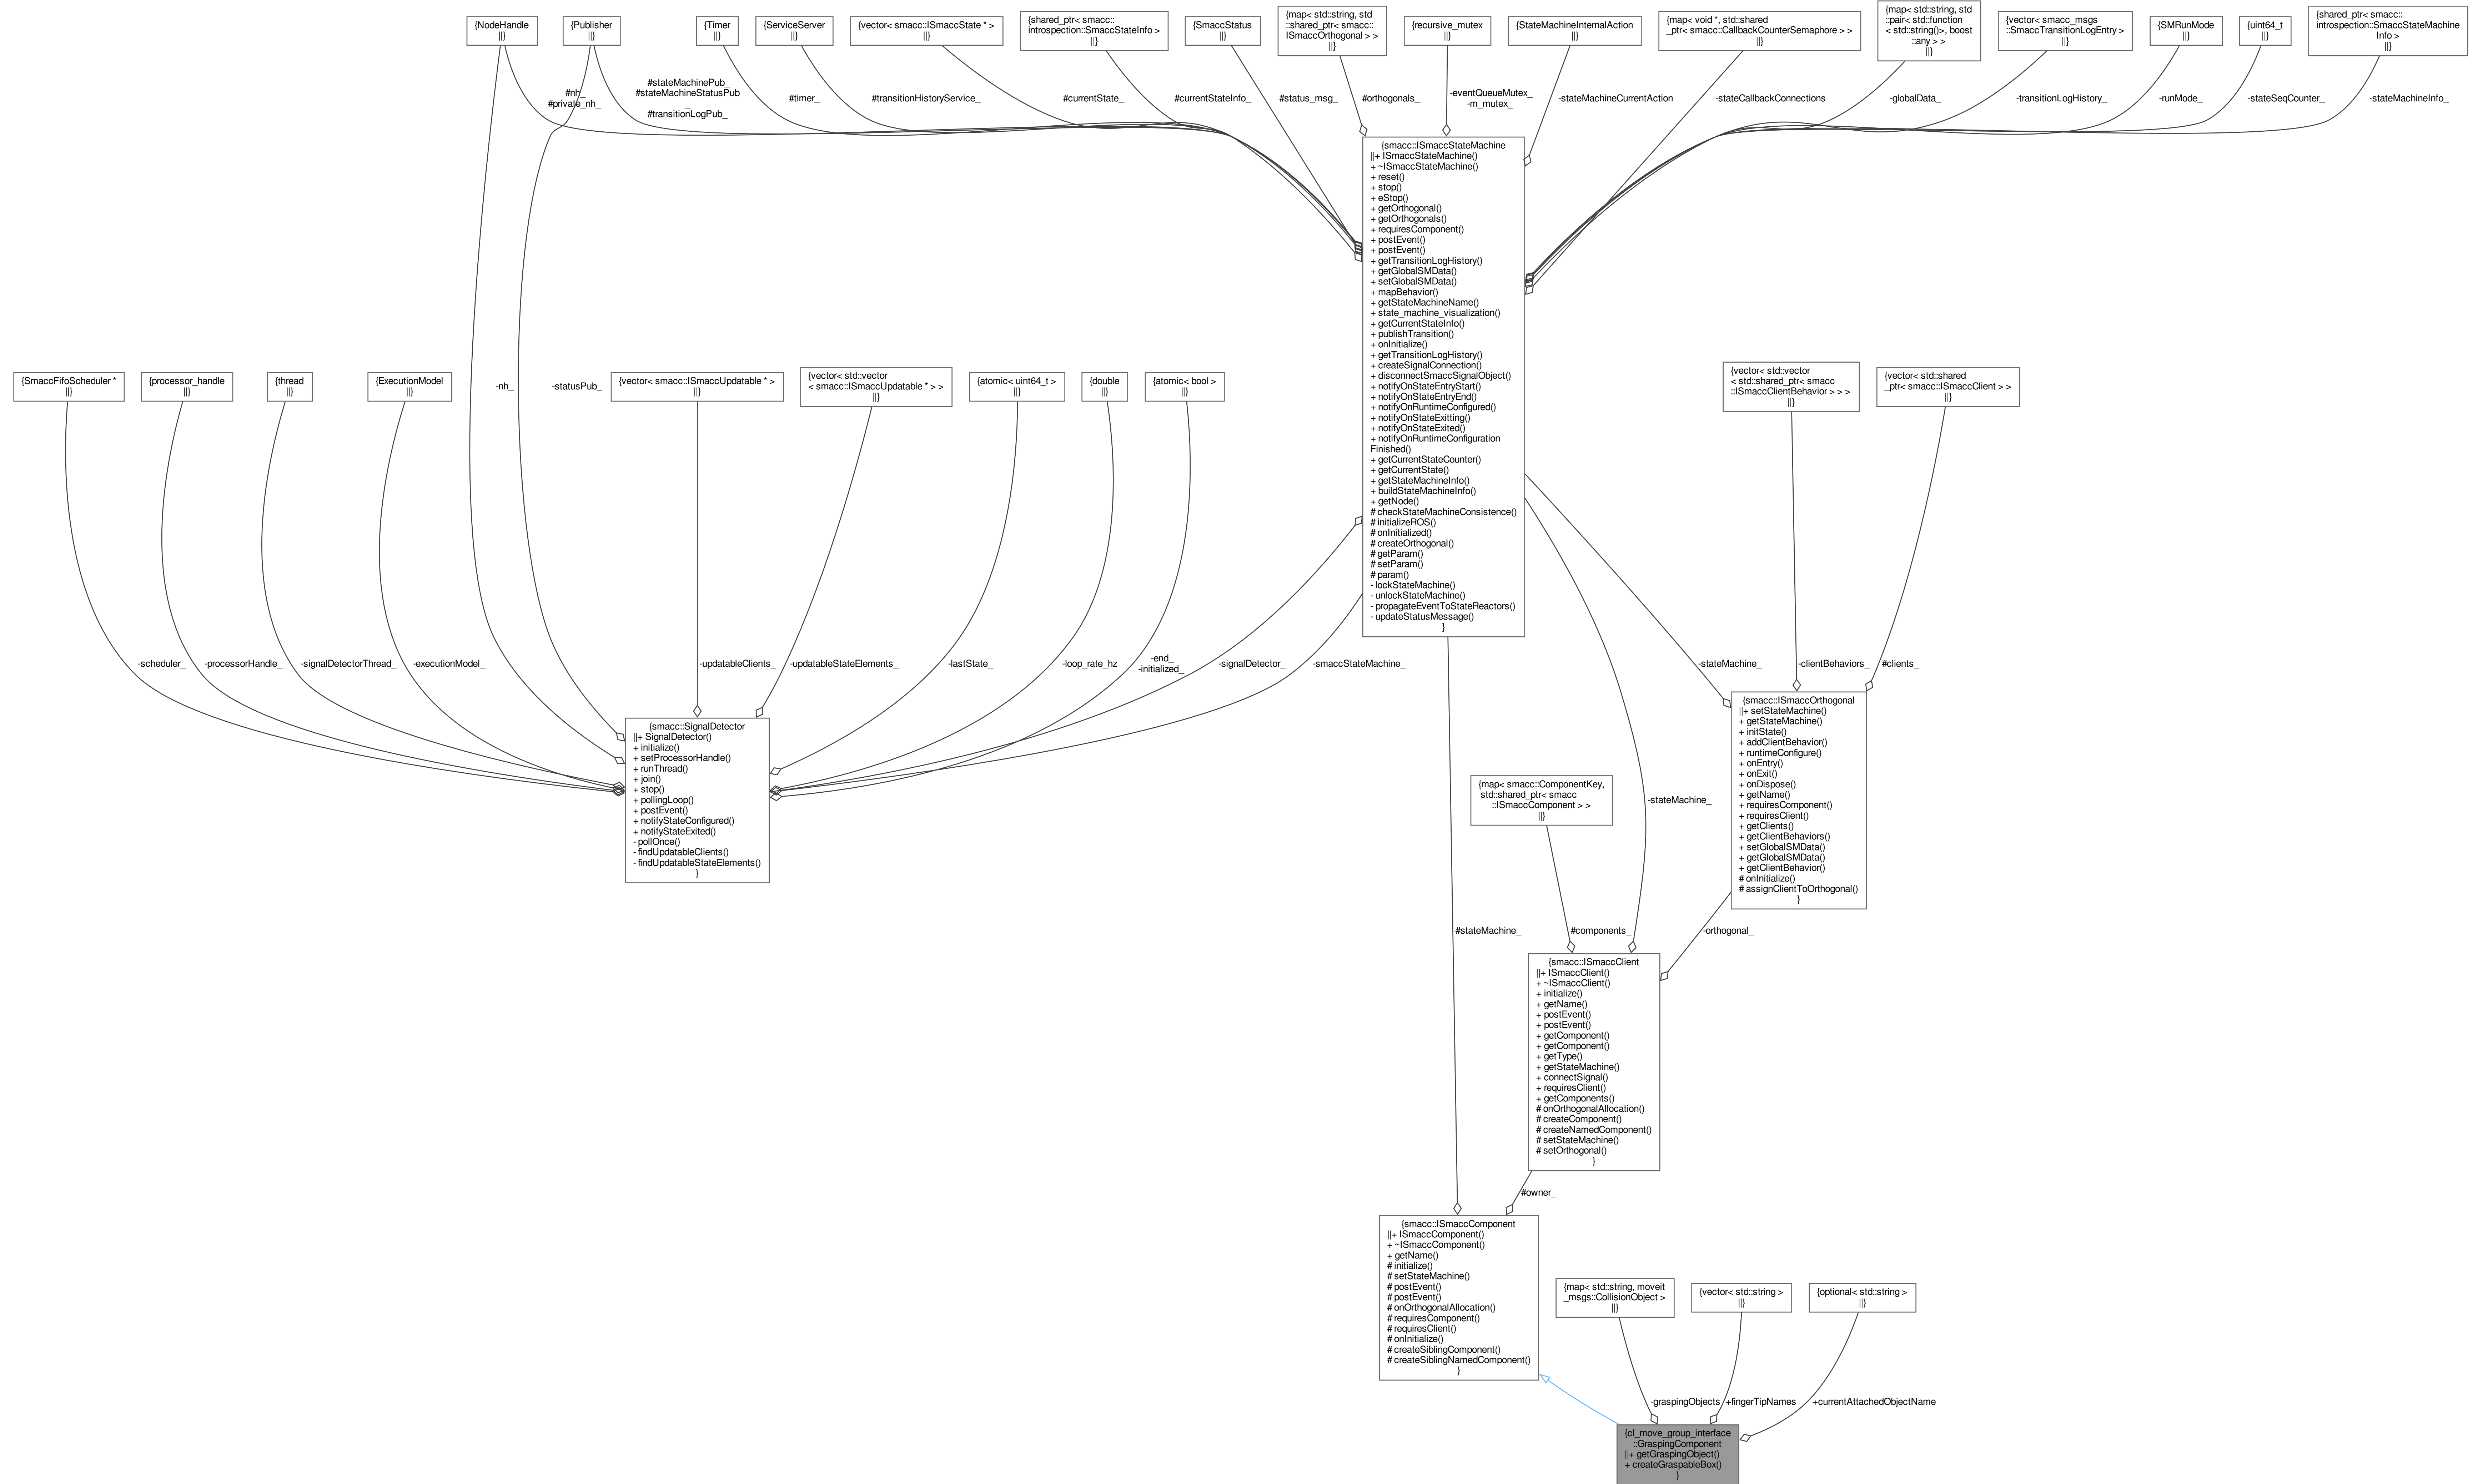 {NodeHandle
||}
{Publisher
||}
{Timer
||}
{ServiceServer
||}
{vector< smacc::ISmaccState * >
||}
{shared_ptr< smacc::
introspection::SmaccStateInfo >
||}
{SmaccStatus
||}
{map< std::string, std
::shared_ptr< smacc::
ISmaccOrthogonal > >
||}
{recursive_mutex
||}
{StateMachineInternalAction
||}
{map< void *, std::shared
_ptr< smacc::CallbackCounterSemaphore > >
||}
{map< std::string, std
::pair< std::function
< std::string()>, boost
::any > >
||}
{vector< smacc_msgs
::SmaccTransitionLogEntry >
||}
{SMRunMode
||}
{uint64_t
||}
{shared_ptr< smacc::
introspection::SmaccStateMachine
Info >
||}
#nh_
#private_nh_
#stateMachinePub_
#stateMachineStatusPub
_
#transitionLogPub_
#timer_
#transitionHistoryService_
#currentState_
#currentStateInfo_
#status_msg_
#orthogonals_
-eventQueueMutex_
-m_mutex_
-stateMachineCurrentAction
-stateCallbackConnections
-globalData_
-transitionLogHistory_
-runMode_
-stateSeqCounter_
-stateMachineInfo_
{smacc::ISmaccStateMachine
||+ ISmaccStateMachine()
+ ~ISmaccStateMachine()
+ reset()
+ stop()
+ eStop()
+ getOrthogonal()
+ getOrthogonals()
+ requiresComponent()
+ postEvent()
+ postEvent()
+ getTransitionLogHistory()
+ getGlobalSMData()
+ setGlobalSMData()
+ mapBehavior()
+ getStateMachineName()
+ state_machine_visualization()
+ getCurrentStateInfo()
+ publishTransition()
+ onInitialize()
+ getTransitionLogHistory()
+ createSignalConnection()
+ disconnectSmaccSignalObject()
+ notifyOnStateEntryStart()
+ notifyOnStateEntryEnd()
+ notifyOnRuntimeConfigured()
+ notifyOnStateExitting()
+ notifyOnStateExited()
+ notifyOnRuntimeConfiguration
Finished()
+ getCurrentStateCounter()
+ getCurrentState()
+ getStateMachineInfo()
+ buildStateMachineInfo()
+ getNode()
# checkStateMachineConsistence()
# initializeROS()
# onInitialized()
# createOrthogonal()
# getParam()
# setParam()
# param()
- lockStateMachine()
- unlockStateMachine()
- propagateEventToStateReactors()
- updateStatusMessage()
}
{SmaccFifoScheduler *
||}
{processor_handle
||}
{thread
||}
{ExecutionModel
||}
-nh_
-statusPub_
{vector< smacc::ISmaccUpdatable * >
||}
{vector< std::vector
< smacc::ISmaccUpdatable * > >
||}
{atomic< uint64_t >
||}
{double
||}
{atomic< bool >
||}
{vector< std::vector
< std::shared_ptr< smacc
::ISmaccClientBehavior > > >
||}
{vector< std::shared
_ptr< smacc::ISmaccClient > >
||}
-scheduler_
-processorHandle_
-signalDetectorThread_
-executionModel_
-updatableClients_
-updatableStateElements_
-lastState_
-loop_rate_hz
-end_
-initialized_
-signalDetector_
-smaccStateMachine_
-stateMachine_
-clientBehaviors_
#clients_
{smacc::SignalDetector
||+ SignalDetector()
+ initialize()
+ setProcessorHandle()
+ runThread()
+ join()
+ stop()
+ pollingLoop()
+ postEvent()
+ notifyStateConfigured()
+ notifyStateExited()
- pollOnce()
- findUpdatableClients()
- findUpdatableStateElements()
}
{smacc::ISmaccOrthogonal
||+ setStateMachine()
+ getStateMachine()
+ initState()
+ addClientBehavior()
+ runtimeConfigure()
+ onEntry()
+ onExit()
+ onDispose()
+ getName()
+ requiresComponent()
+ requiresClient()
+ getClients()
+ getClientBehaviors()
+ setGlobalSMData()
+ getGlobalSMData()
+ getClientBehavior()
# onInitialize()
# assignClientToOrthogonal()
}
{map< smacc::ComponentKey,
std::shared_ptr< smacc
::ISmaccComponent > >
||}
-stateMachine_
#stateMachine_
#components_
-orthogonal_
{smacc::ISmaccClient
||+ ISmaccClient()
+ ~ISmaccClient()
+ initialize()
+ getName()
+ postEvent()
+ postEvent()
+ getComponent()
+ getComponent()
+ getType()
+ getStateMachine()
+ connectSignal()
+ requiresClient()
+ getComponents()
# onOrthogonalAllocation()
# createComponent()
# createNamedComponent()
# setStateMachine()
# setOrthogonal()
}
#owner_
{smacc::ISmaccComponent
||+ ISmaccComponent()
+ ~ISmaccComponent()
+ getName()
# initialize()
# setStateMachine()
# postEvent()
# postEvent()
# onOrthogonalAllocation()
# requiresComponent()
# requiresClient()
# onInitialize()
# createSiblingComponent()
# createSiblingNamedComponent()
}
{map< std::string, moveit
_msgs::CollisionObject >
||}
{vector< std::string >
||}
{optional< std::string >
||}
-graspingObjects
+fingerTipNames
+currentAttachedObjectName
{cl_move_group_interface
::GraspingComponent
||+ getGraspingObject()
+ createGraspableBox()
}